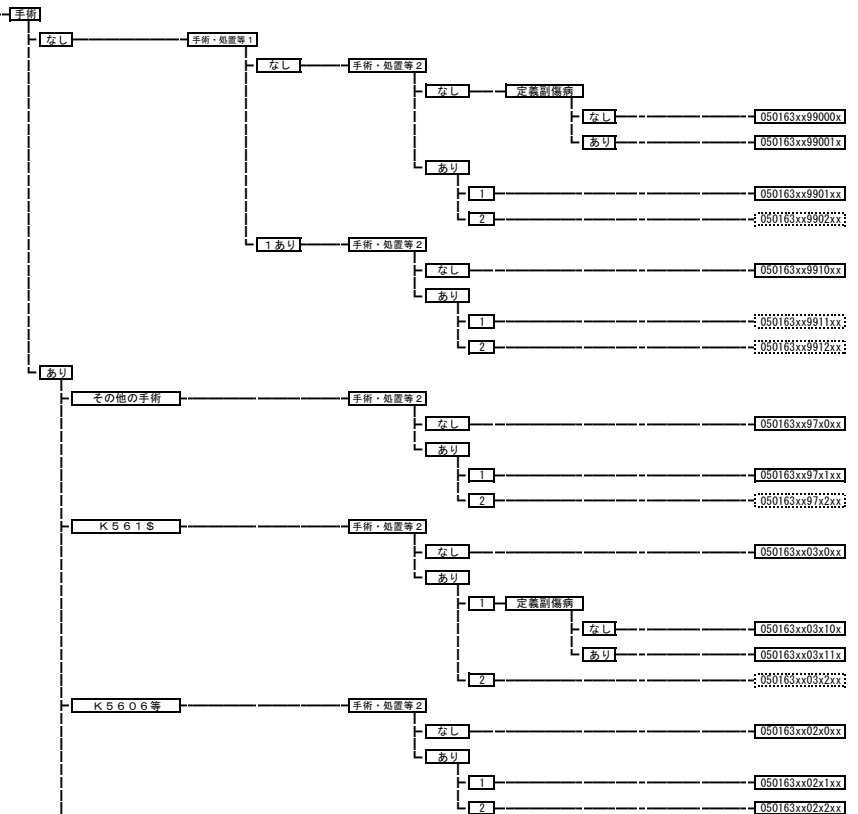 手術
なし 手術・処置等1
なし 手術・処置等2
なし 定義副傷病
なし 050163xx99000x
あり 050163xx99001x
あり
1 050163xx9901xx
2 050163xx9902xx
1あり 手術・処置等2
なし 050163xx9910xx
あり
1 050163xx9911xx
2 050163xx9912xx
あり
その他の手術 手術・処置等2
なし 050163xx97x0xx
あり
1 050163xx97x1xx
2 050163xx97x2xx
K561$ 手術・処置等2
なし 050163xx03x0xx
あり
1 定義副傷病
なし 050163xx03x10x
あり 050163xx03x11x
2 050163xx03x2xx
K5606等 手術・処置等2
なし 050163xx02x0xx
あり
1 050163xx02x1xx
2 050163xx02x2xx